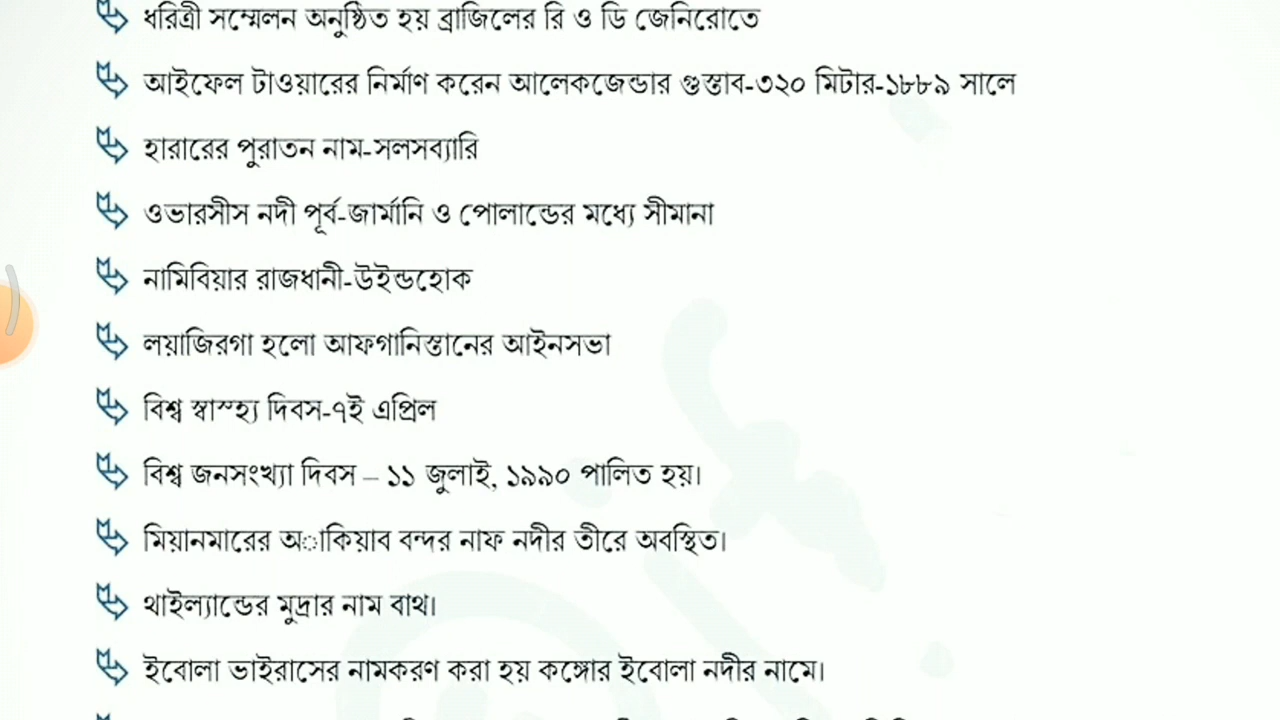 ধরিত্রী সম্মেলন অনুষ্ঠিত হয় ব্রাজিলের রি ও ডি জেনিরোতে
আইফেল টাওয়ারের নির্মাণ করেন আলেকজেন্ডার গুস্তাব-৩২০ মিটার-১৮৮৯ সালে
হারারের পুরাতন নাম-সলসব্যারি
ওভারসীস নদী পূর্ব-জার্মানি ও পোলান্ডের মধ্যে সীমানা
নামিবিয়ার রাজধানী-উইন্ডহোক
লয়াজিরগা হলো আফগানিস্তানের আইনসভা
বিশ্ব স্বাস্হ্য দিবস-৭ই এপ্রিল
বিশ্ব জনসংখ্যা দিবস – ১১ জুলাই, ১৯৯০ পালিত হয়।
মিয়ানমারের অাকিয়াব বন্দর নাফ নদীর তীরে অবস্থিত।
থাইল্যান্ডের মুদ্রার নাম বাথ।
ইবোলা ভাইরাসের নামকরণ করা হয় কঙ্গোর ইবোলা নদীর নামে।